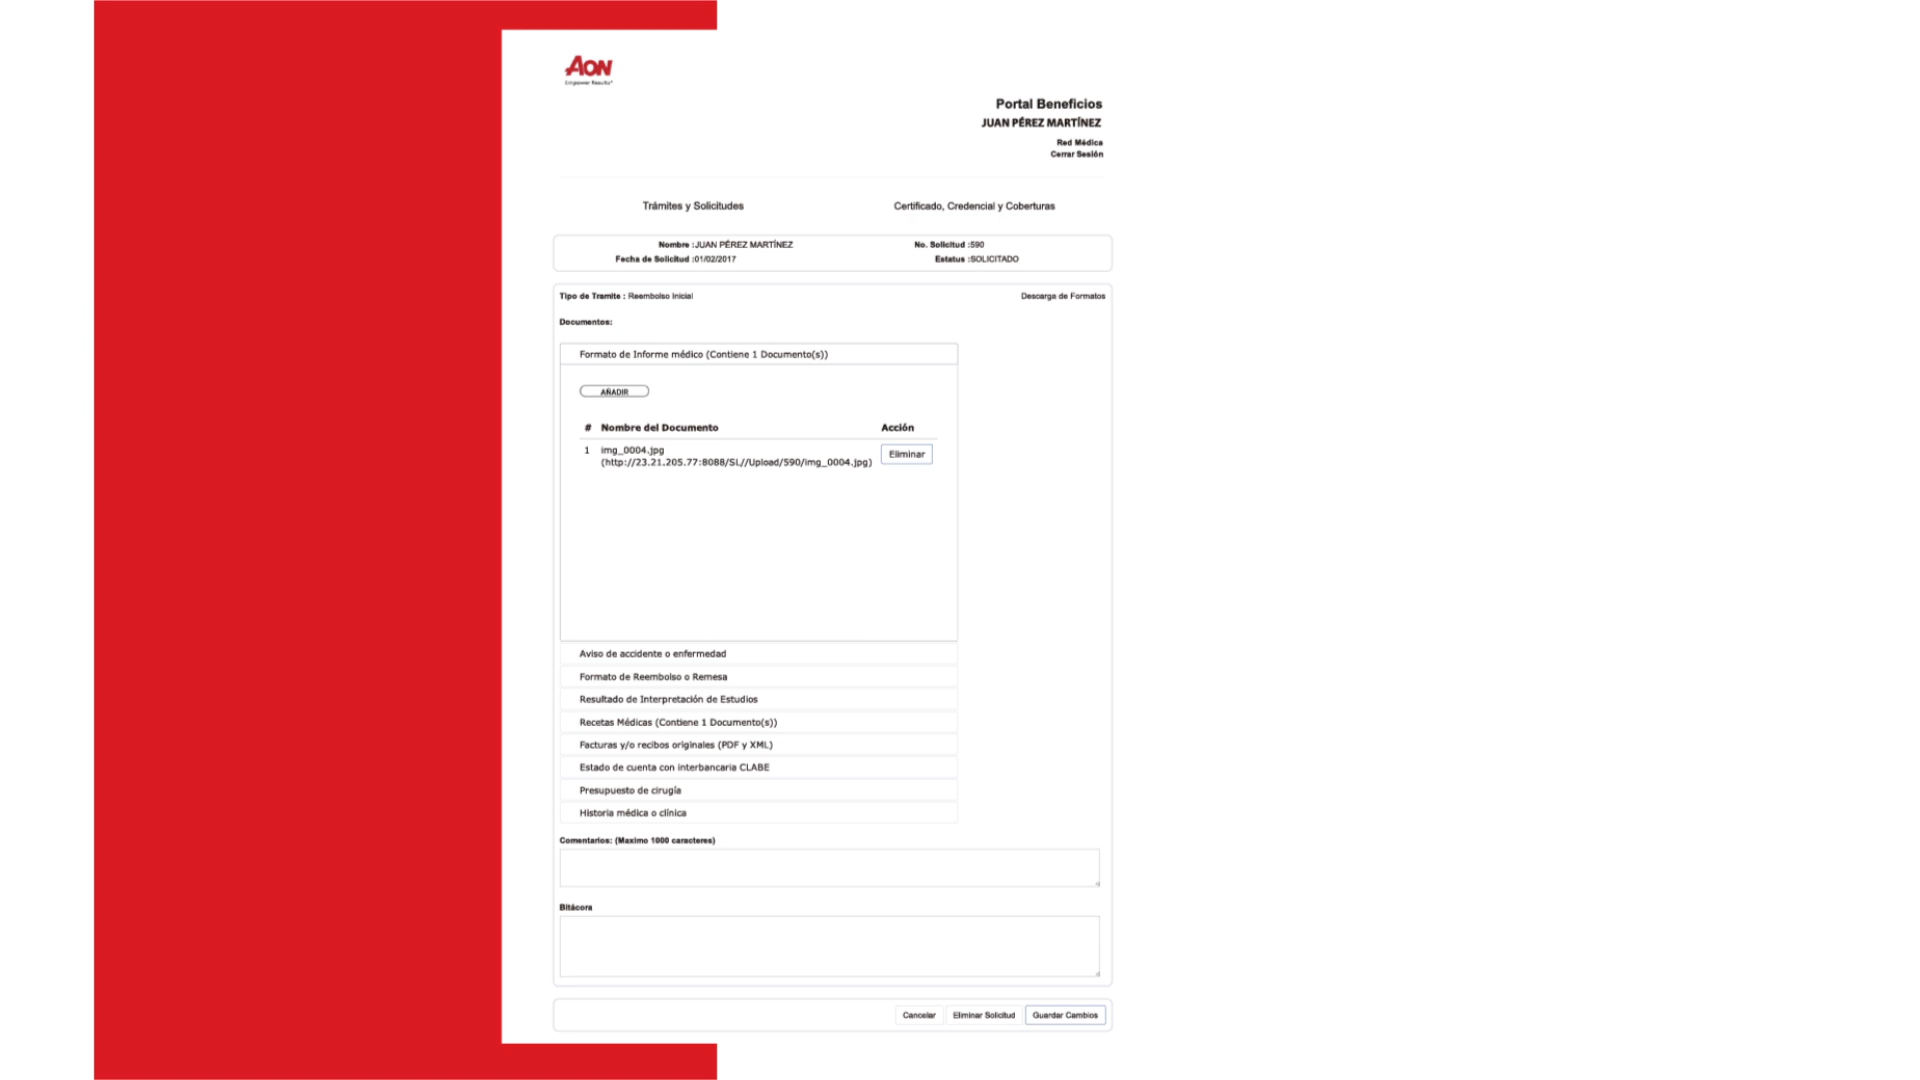 AON
Empower Results®
Portal Beneficios
JUAN PÉREZ MARTÍNEZ
Red Médica
Cerrar Sesión
Trámites y Solicitudes
Certificado, Credencial y Coberturas
Nombre :JUAN PÉREZ MARTÍNEZ
No. Solicitud :590
Fecha de Solicitud :01/02/2017
Estatus :SOLICITADO
Tipo de Tramite : Reembolso Inicial
Descarga de Formatos
Documentos:
Formato de Informe médico (Contiene 1 Documento(s))
AÑADIR
# Nombre del Documento Acción
1 img_0004.jpg
(http://23.21.205.77:8088/SL//Upload/590/img_0004.jpg)
Eliminar
Aviso de accidente o enfermedad
Formato de Reembolso o Remesa
Resultado de Interpretación de Estudios
Recetas Médicas (Contiene 1 Documento(s))
Facturas y/o recibos originales (PDF y XML)
Estado de cuenta con interbancaria CLABE
Presupuesto de cirugía
Historia médica o clínica
Comentarios: (Maximo 1000 caracteres)
Bitácora
Cancelar
Eliminar Solicitud
Guardar Cambios